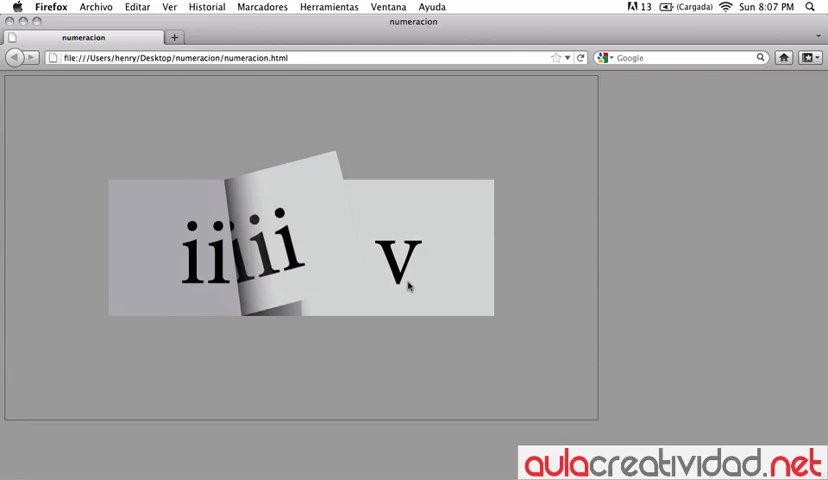 Firefox Archivo Editar Ver Historial Marcadores Herramientas Ventana Ayuda 13 (Cargada) Sun 8:07 PM
numeracion
numeracion
file:///Users/henry/Desktop/numeracion/numeracion.html Google
ii iii v
aulacreatividad.net